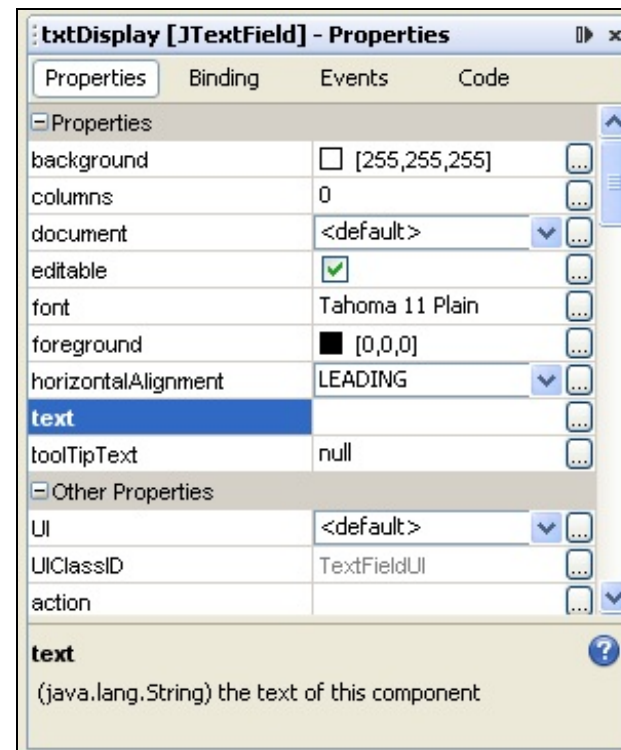 txtDisplay [JTextField] - Properties
Properties Binding Events Code
Properties
background [255,255,255] ...
columns 0 ...
document <default> ...
editable ...
font Tahoma 11 Plain ...
foreground [0,0,0] ...
horizontalAlignment LEADING ...
text ...
toolTipText null ...
Other Properties
UI <default> ...
UIClassID TextFieldUI ...
action ...
text ?
(java.lang.String) the text of this component